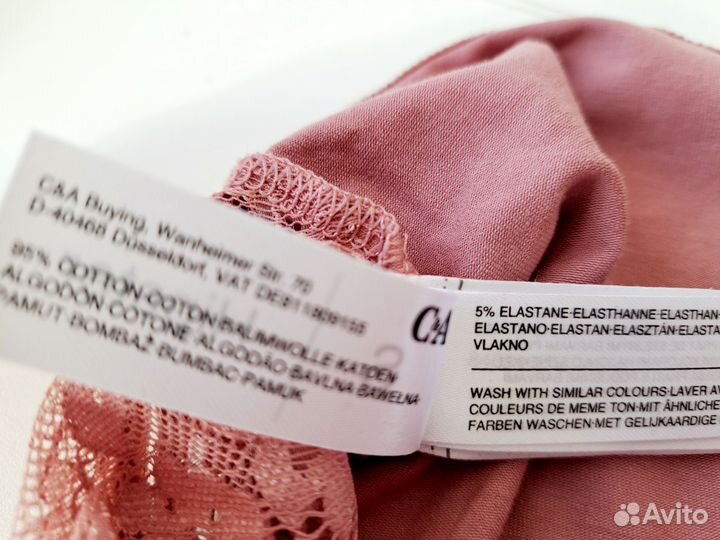 C&A Buying, Wanheimer Str. 70
D-40468 Düsseldorf, VAT
95% COTTON·COTON·BAUMWOLLE·KATOEN
ALGODÓN·COTONE·ALGODÃO·BAVLNA·BAWEŁNA
PAMUT·BOMBAŽ·BUMBAC·PAMUK
C&A
5% ELASTANE·ELASTHANNE·ELASTHAN
ELASTANO·ELASTAN·ELASZTÁN·ELASTA
VLAKNO
WASH WITH SIMILAR COLOURS·LAVER AV
COULEURS DE MEME TON·MIT ÄHNLICHE
FARBEN WASCHEN·MET GELIJKAARDIGE
Avito